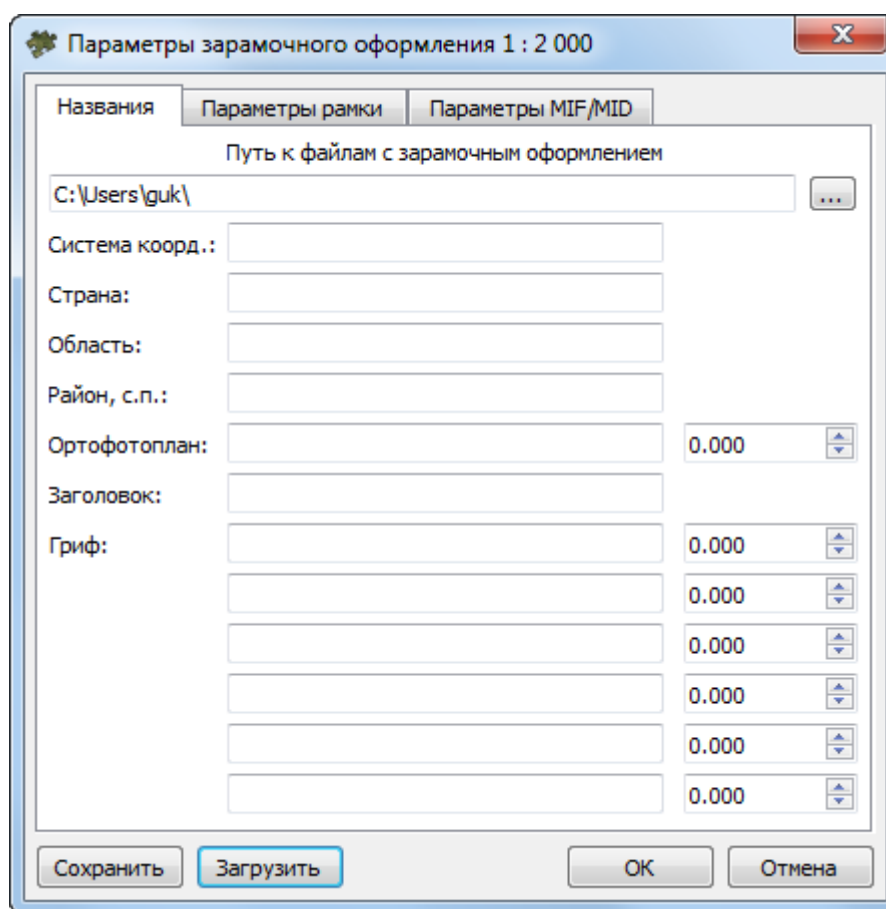 Параметры зарамочного оформления 1 : 2 000
Названия Параметры рамки Параметры MIF/MID
Путь к файлам с зарамочным оформлением
C:\Users\guk\ ...
Система коорд.:
Страна:
Область:
Район, с.п.:
Ортофотоплан: 0.000
Заголовок:
Гриф: 0.000
0.000
0.000
0.000
0.000
0.000
Сохранить Загрузить OK Отмена